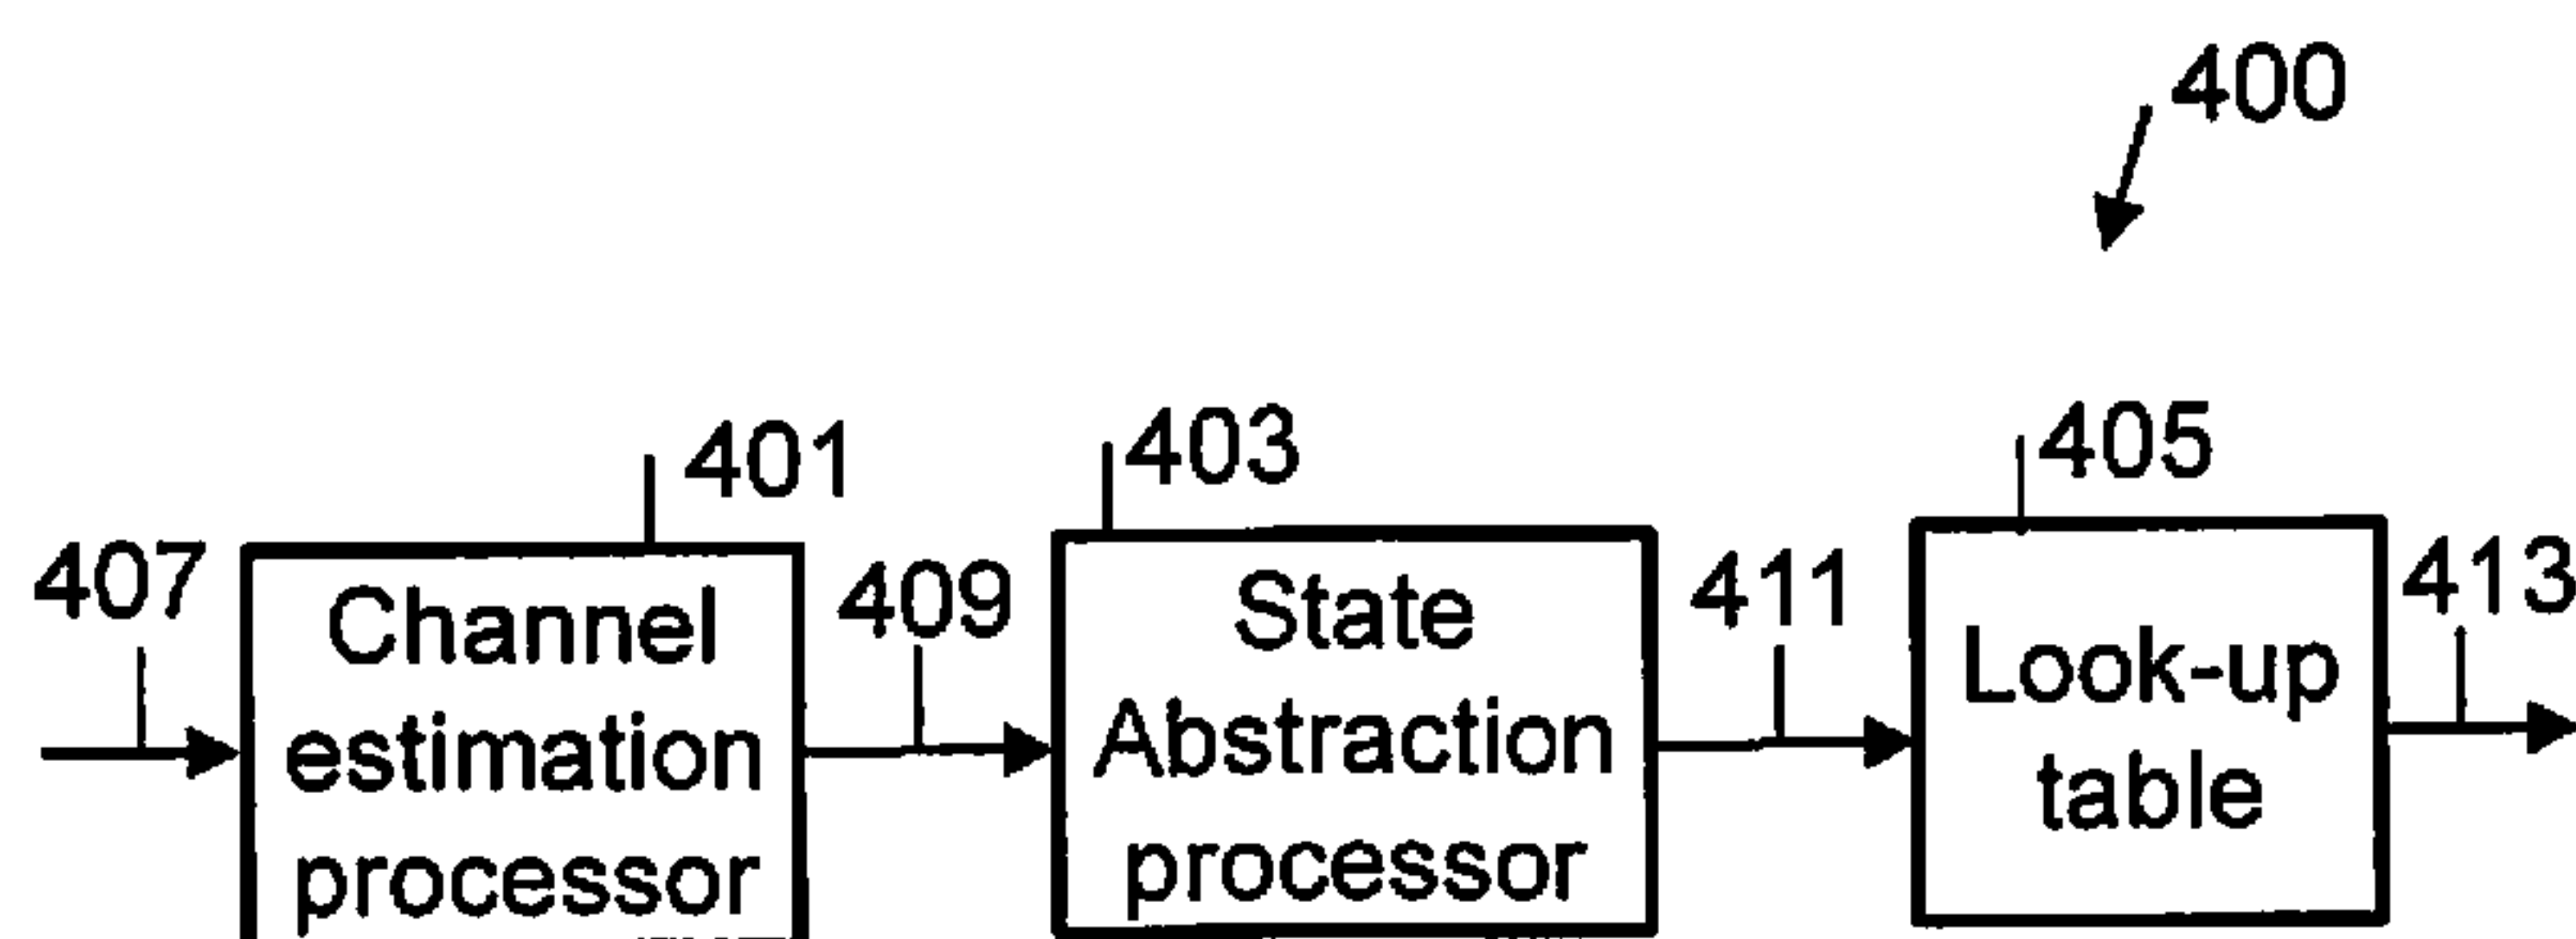 400
401
403
405
407
409
411
413
Channel
estimation
processor
State
Abstraction
processor
Look-up
table